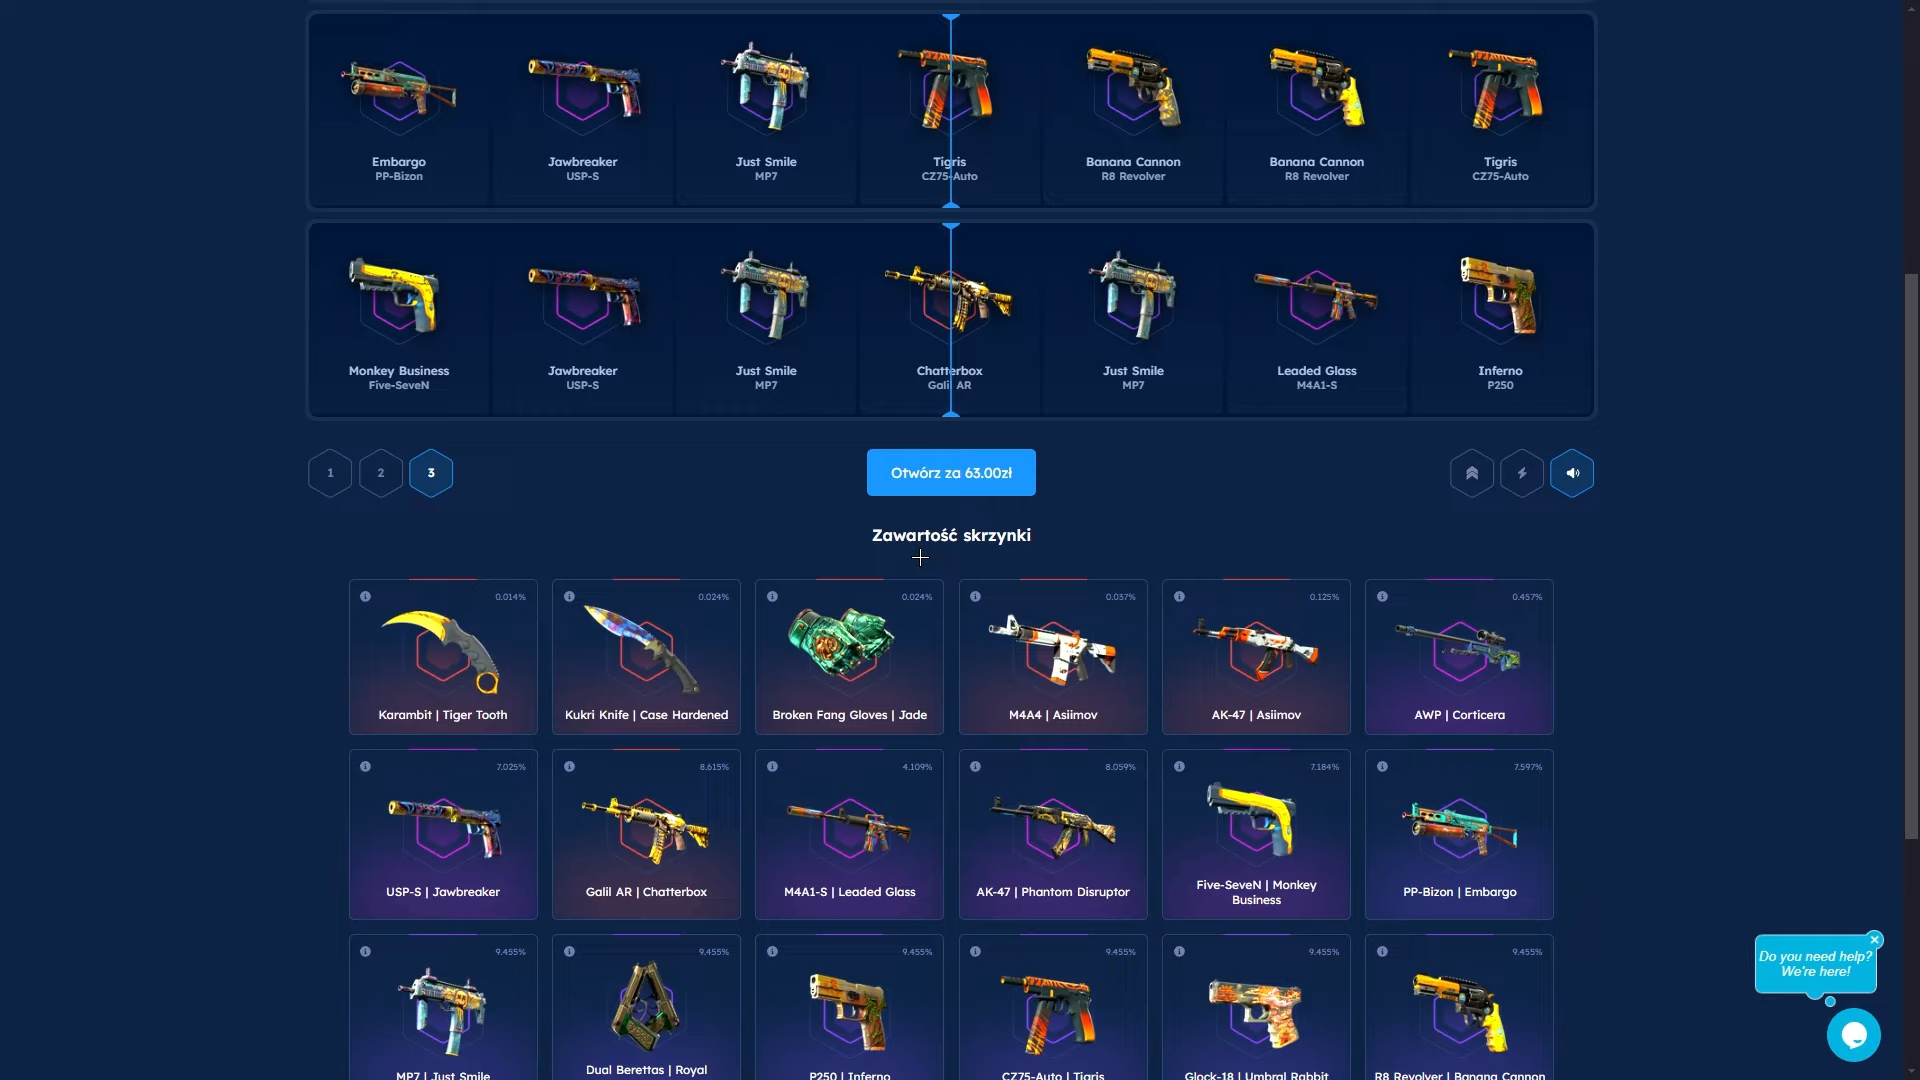 Embargo
PP-Bizon
Jawbreaker
USP-S
Just Smile
MP7
Tigris
CZ75-Auto
Banana Cannon
R8 Revolver
Banana Cannon
R8 Revolver
Tigris
CZ75-Auto
Monkey Business
Five-SeveN
Jawbreaker
USP-S
Just Smile
MP7
Chatterbox
Galil AR
Just Smile
MP7
Leaded Glass
M4A1-S
Inferno
P250
1
2
3
Otwórz za 63.00zł
Zawartość skrzynki
0.014%
Karambit | Tiger Tooth
0.024%
Kukri Knife | Case Hardened
0.024%
Broken Fang Gloves | Jade
0.037%
M4A4 | Asiimov
0.125%
AK-47 | Asiimov
0.457%
AWP | Corticera
7.025%
USP-S | Jawbreaker
8.615%
Galil AR | Chatterbox
4.109%
M4A1-S | Leaded Glass
8.059%
AK-47 | Phantom Disruptor
7.184%
Five-SeveN | Monkey
Business
7.597%
PP-Bizon | Embargo
9.455%
MP7 | Just Smile
9.455%
Dual Berettas | Royal
9.455%
P250 | Inferno
9.455%
CZ75-Auto | Tigris
9.455%
Glock-18 | Umbral Rabbit
9.455%
R8 Revolver | Banana Cannon
Do you need help?
We're here!